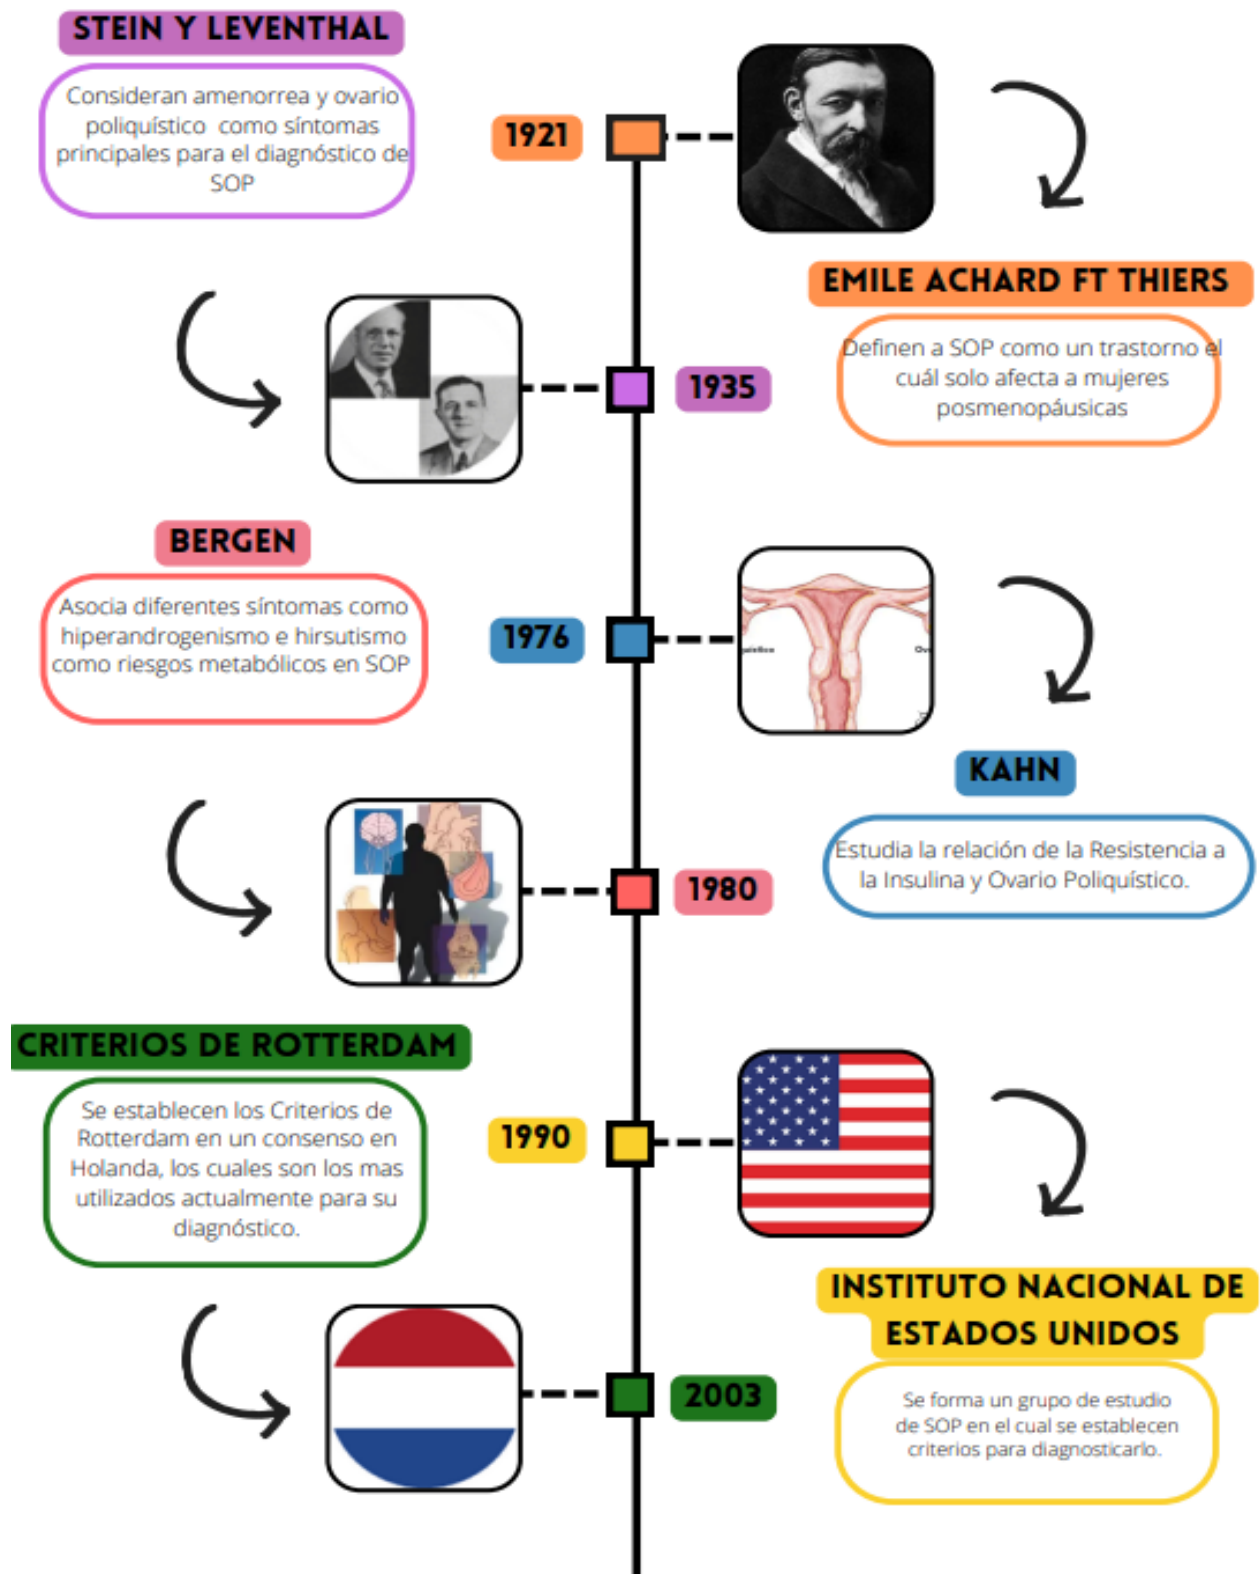 STEIN Y LEVENTHAL
Consideran amenorrea y ovario
poliquístico como síntomas
principales para el diagnóstico de
SOP
1921
EMILE ACHARD FT THIERS
Definen a SOP como un trastorno el
cuál solo afecta a mujeres
posmenopáusicas
1935
BERGEN
Asocia diferentes síntomas como
hiperandrogenismo e hirsutismo
como riesgos metabólicos en SOP
1976
KAHN
Estudia la relación de la Resistencia a
la Insulina y Ovario Poliquístico.
1980
CRITERIOS DE ROTTERDAM
Se establecen los Criterios de
Rotterdam en un consenso en
Holanda, los cuales son los mas
utilizados actualmente para su
diagnóstico.
1990
INSTITUTO NACIONAL DE
ESTADOS UNIDOS
Se forma un grupo de estudio
de SOP en el cual se establecen
criterios para diagnosticarlo.
2003